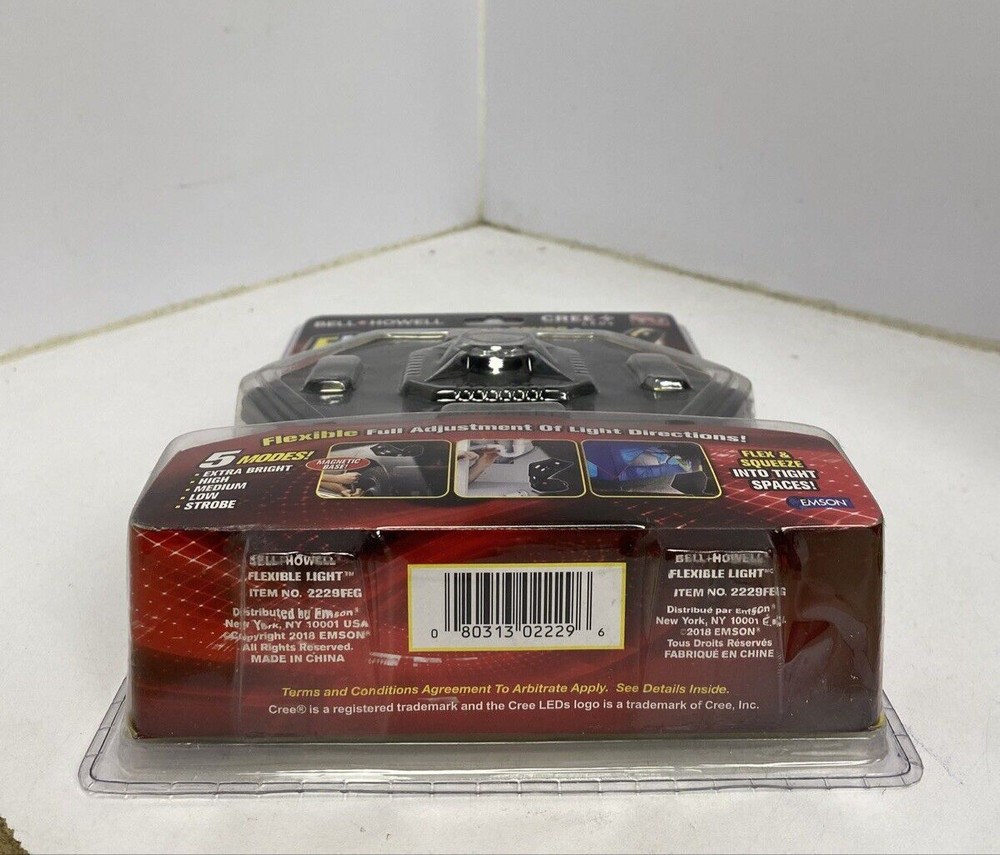 BELL+HOWELL
CREE
Flexible Full Adjustment Of Light Directions!
5 MODES!
• EXTRA BRIGHT
• HIGH
• MEDIUM
• LOW
• STROBE
MAGNETIC
BASE!
FLEX &
SQUEEZE
INTO TIGHT
SPACES!
EMSON
BELL+HOWELL®
FLEXIBLE LIGHT™
ITEM NO. 2229FEG
Distributed by Emson®
New York, NY 10001 USA
©Copyright 2018 EMSON®
All Rights Reserved.
MADE IN CHINA
0 80313 02229 6
BELL+HOWELL®
FLEXIBLE LIGHT
ITEM NO. 2229FEG
Distribué par Emson®
New York, NY 10001
©2018 EMSON®
Tous Droits Réservés
FABRIQUÉ EN CHINE
Terms and Conditions Agreement To Arbitrate Apply. See Details Inside.
Cree® is a registered trademark and the Cree LEDs logo is a trademark of Cree, Inc.